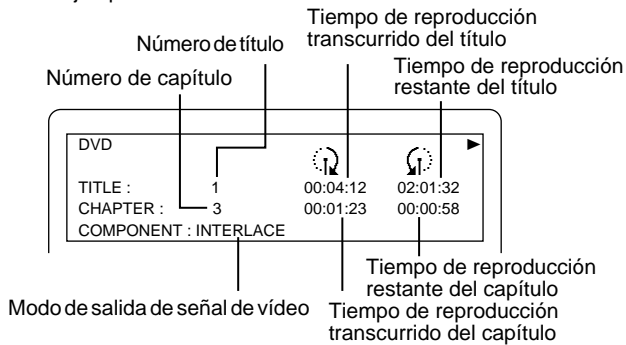 Tiempo de reproducción
transcurrido del título
Número de título
Tiempo de reproducción
restante del título
Número de capítulo
DVD
TITLE : 1 00:04:12 02:01:32
CHAPTER : 3 00:01:23 00:00:58
COMPONENT : INTERLACE
Tiempo de reproducción
restante del capítulo
Modo de salida de señal de vídeo
Tiempo de reproducción
transcurrido del capítulo